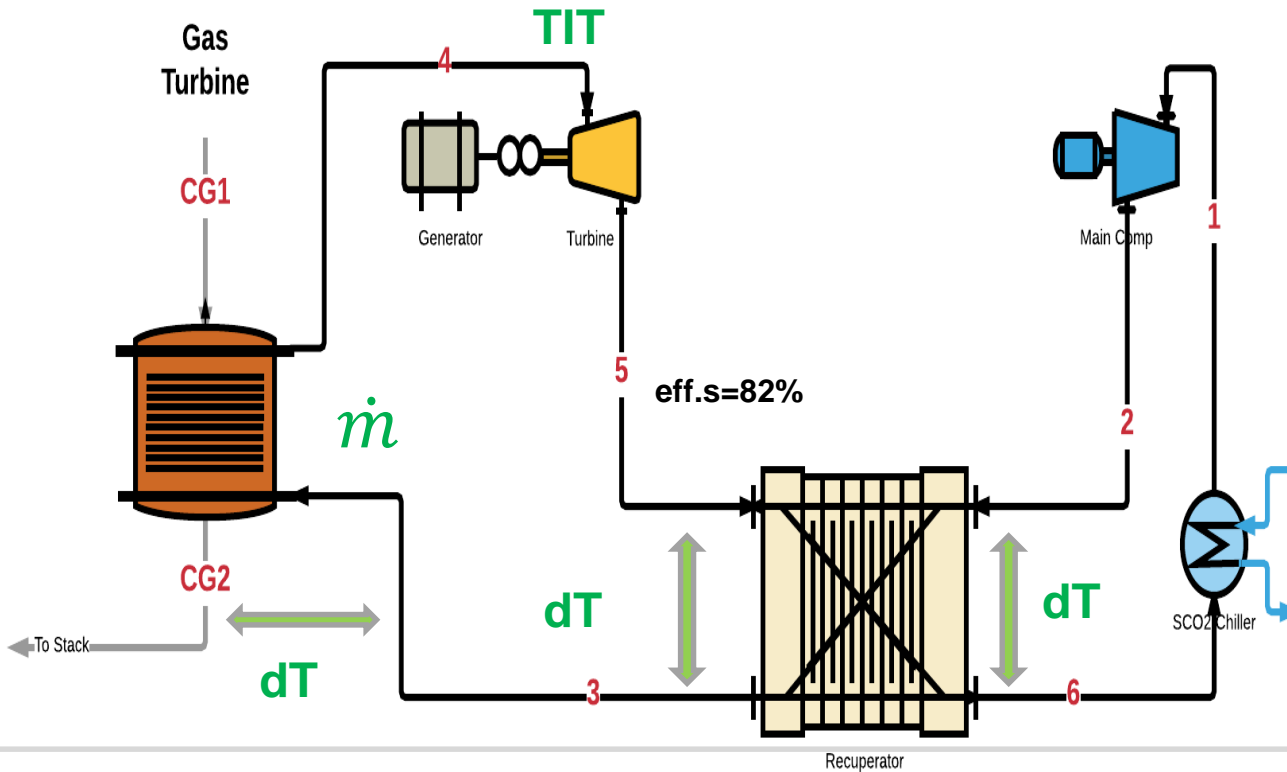 TIT
Gas
Turbine
4
CG1
Generator
Turbine
Main Comp
1
5
eff.s=82%
ṁ
2
CG2
dT
dT
SCO2 Chiller
To Stack
dT
3
6
Recuperator